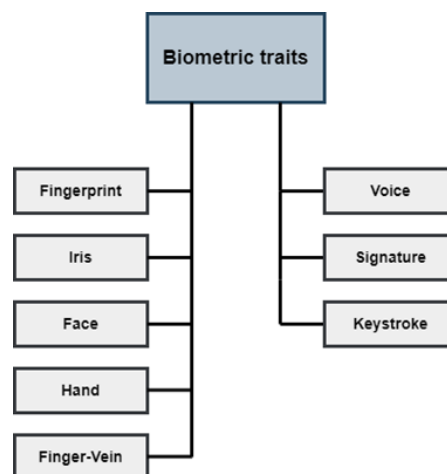 Biometric traits
Fingerprint
Iris
Face
Hand
Finger-Vein
Voice
Signature
Keystroke